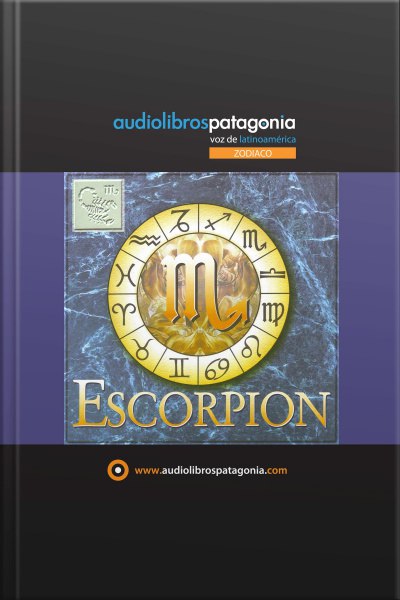 audiolibrospatagonia
voz de latinoamérica
ZODIACO
ESCORPION
www.audiolibrospatagonia.com